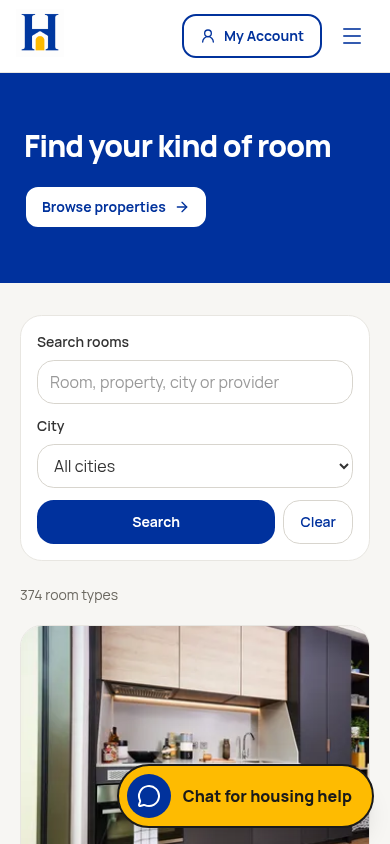 H
My Account
Find your kind of room
Browse properties
Search rooms
Room, property, city or provider
City
All cities
Search
Clear
374 room types
Chat for housing help